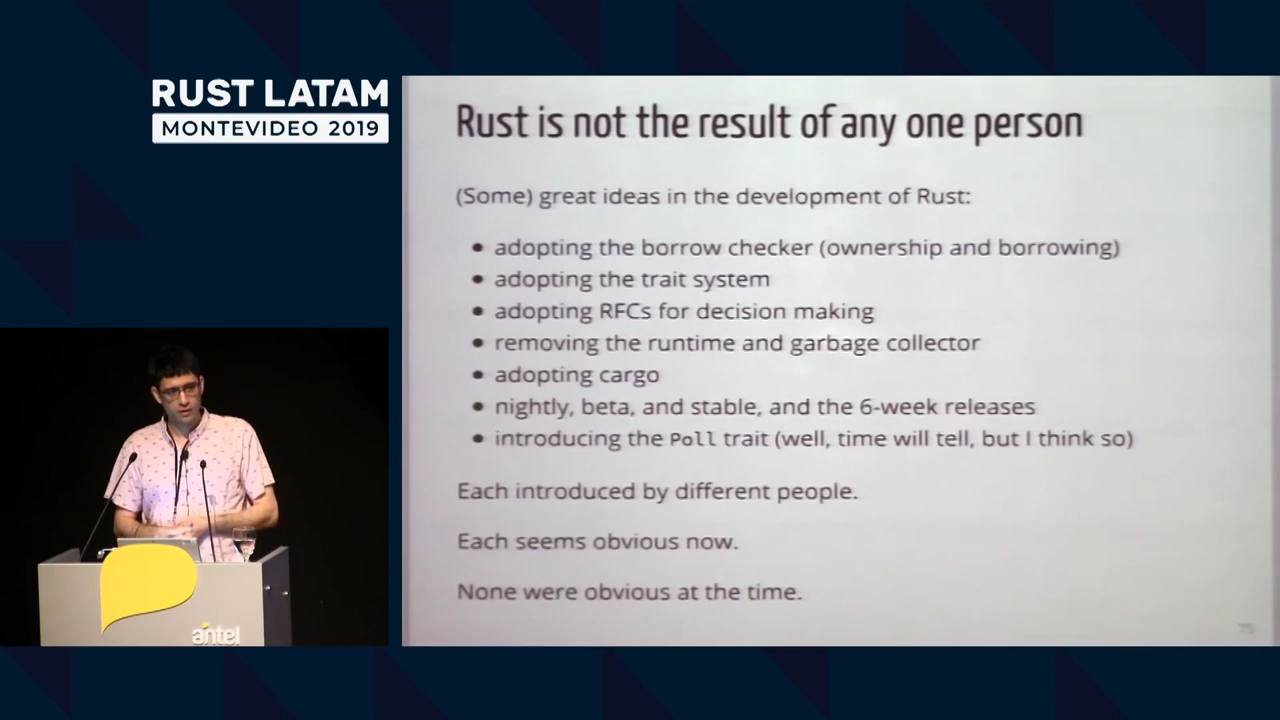 RUST LATAM
MONTEVIDEO 2019
Rust is not the result of any one person
(Some) great ideas in the development of Rust:
• adopting the borrow checker (ownership and borrowing)
• adopting the trait system
• adopting RFCs for decision making
• removing the runtime and garbage collector
• adopting cargo
• nightly, beta, and stable, and the 6-week releases
• introducing the Poll trait (well, time will tell, but I think so)
Each introduced by different people.
Each seems obvious now.
None were obvious at the time.
75
antel